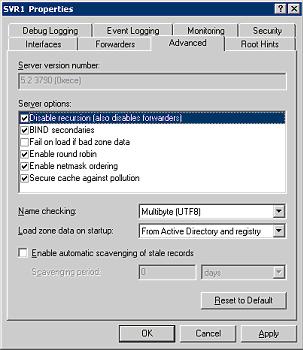 SVR1 Properties
Debug Logging Event Logging Monitoring Security
Interfaces Forwarders Advanced Root Hints
Server version number:
5.2 3790 (0xece)
Server options:
Disable recursion (also disables forwarders)
BIND secondaries
Fail on load if bad zone data
Enable round robin
Enable netmask ordering
Secure cache against pollution
Name checking: Multibyte (UTF8)
Load zone data on startup: From Active Directory and registry
Enable automatic scavenging of stale records
Scavenging period: 0 days
Reset to Default
OK Cancel Apply